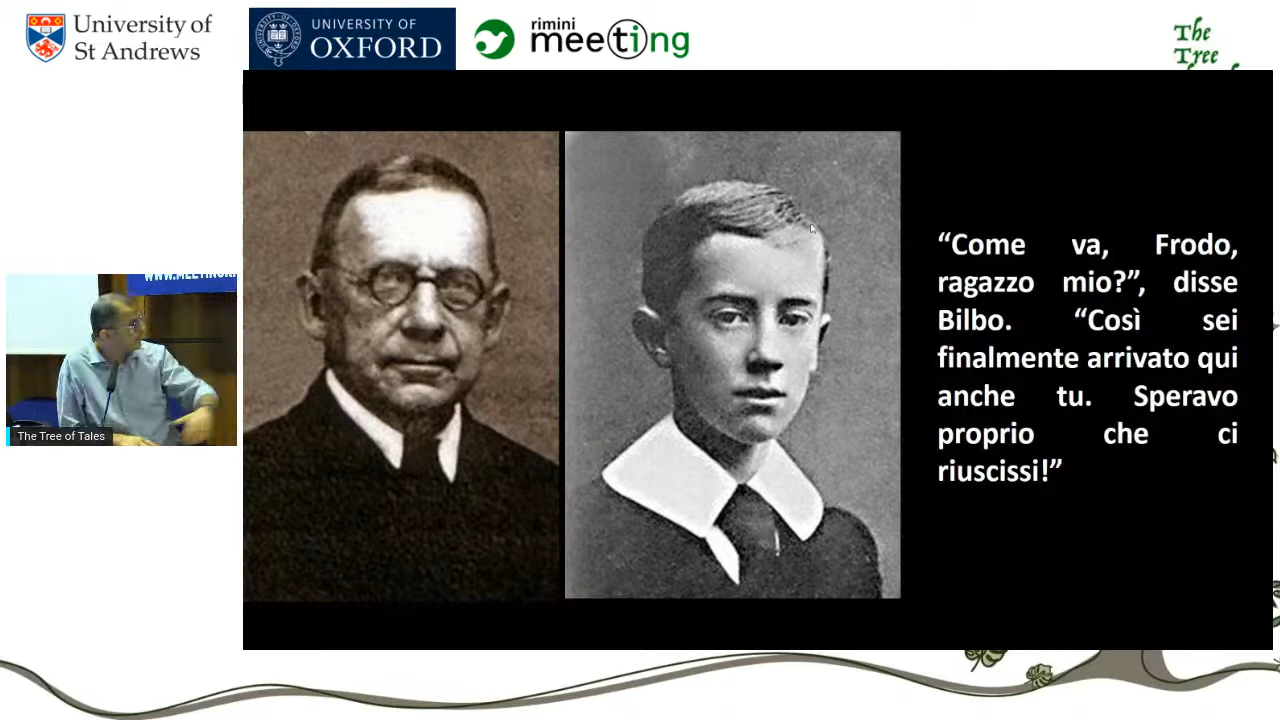 University of
St Andrews
UNIVERSITY OF
OXFORD
rimini
meeting
The
Tree
“Come va, Frodo,
ragazzo mio?”, disse
Bilbo. “Così sei
finalmente arrivato qui
anche tu. Speravo
proprio che ci
riuscissi!”
The Tree of Tales